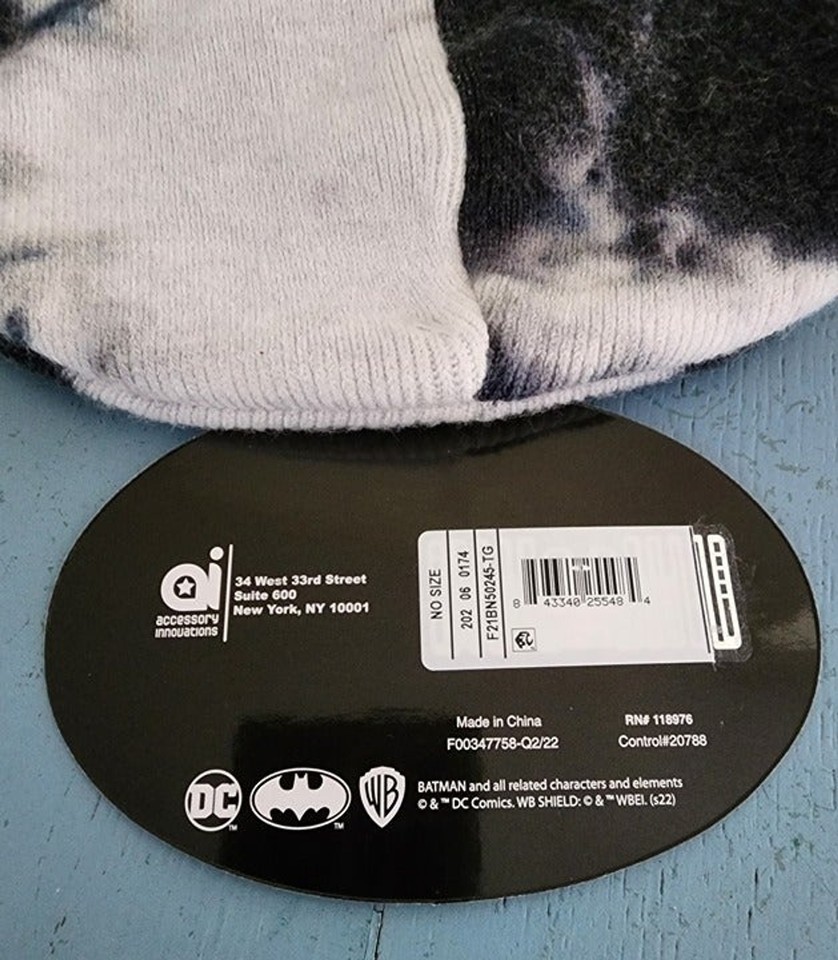 ai
accessory
innovations
34 West 33rd Street
Suite 600
New York, NY 10001
NO SIZE
202 06 0174
F21BN50245-TG
8 43340 25548 4
Made in China
F00347758-Q2/22
RN# 118976
Control#20788
DC
TM
TM
WB
BATMAN and all related characters and elements
© & ™ DC Comics. WB SHIELD: © & ™ WBEI. (s22)